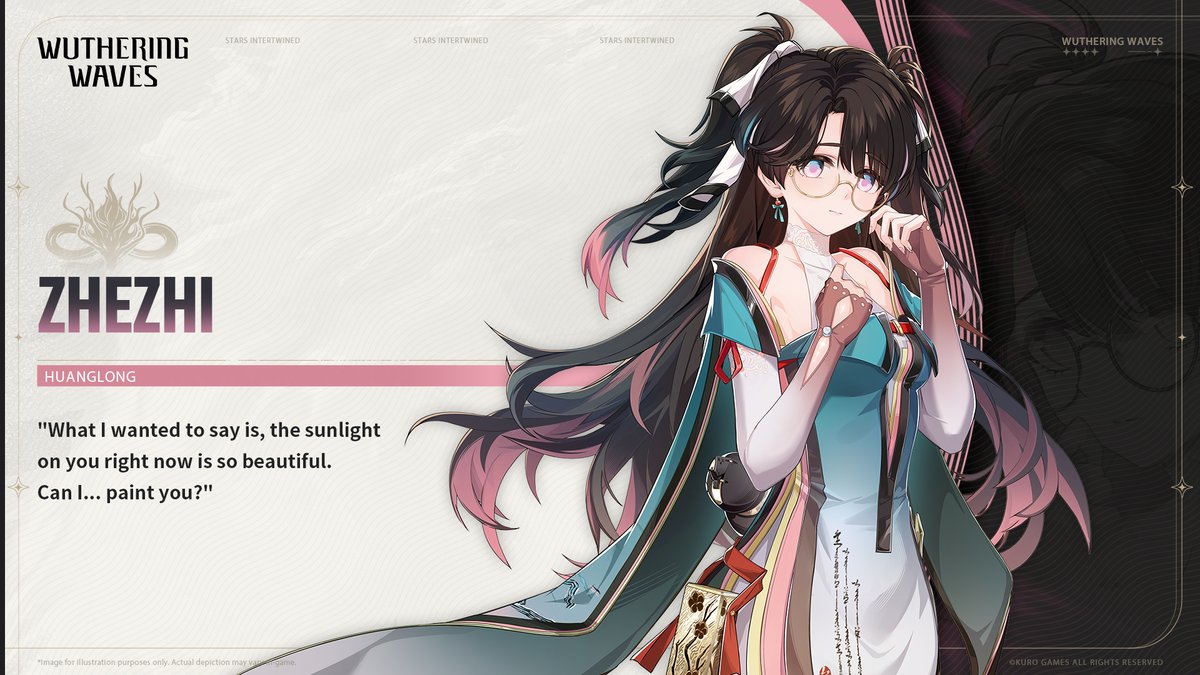 WUTHERING
WAVES
STARS INTERTWINED
STARS INTERTWINED
STARS INTERTWINED
WUTHERING WAVES
ZHEZHI
HUANGLONG
"What I wanted to say is, the sunlight
on you right now is so beautiful.
Can I... paint you?"
*Image for illustration purposes only. Actual depiction may vary in game.
©KURO GAMES ALL RIGHTS RESERVED